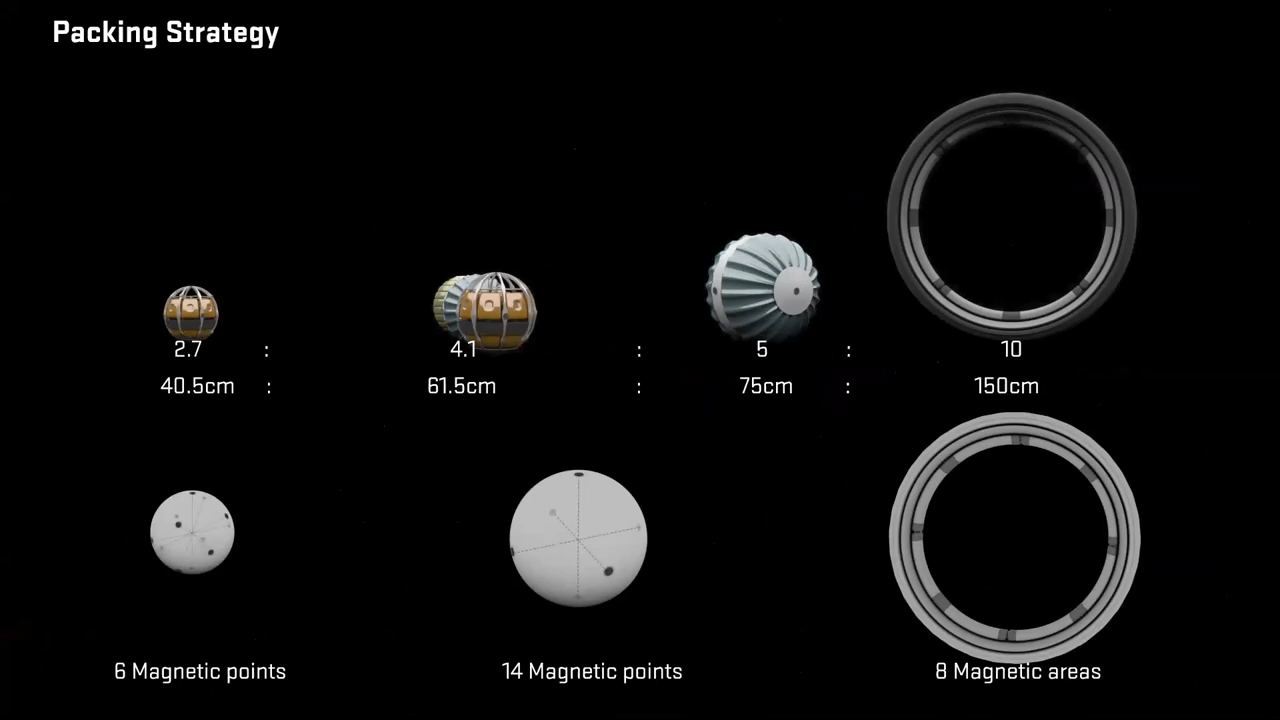 Packing Strategy
2.7 : 4.1 : 5 : 10
40.5cm : 61.5cm : 75cm : 150cm
6 Magnetic points 14 Magnetic points 8 Magnetic areas